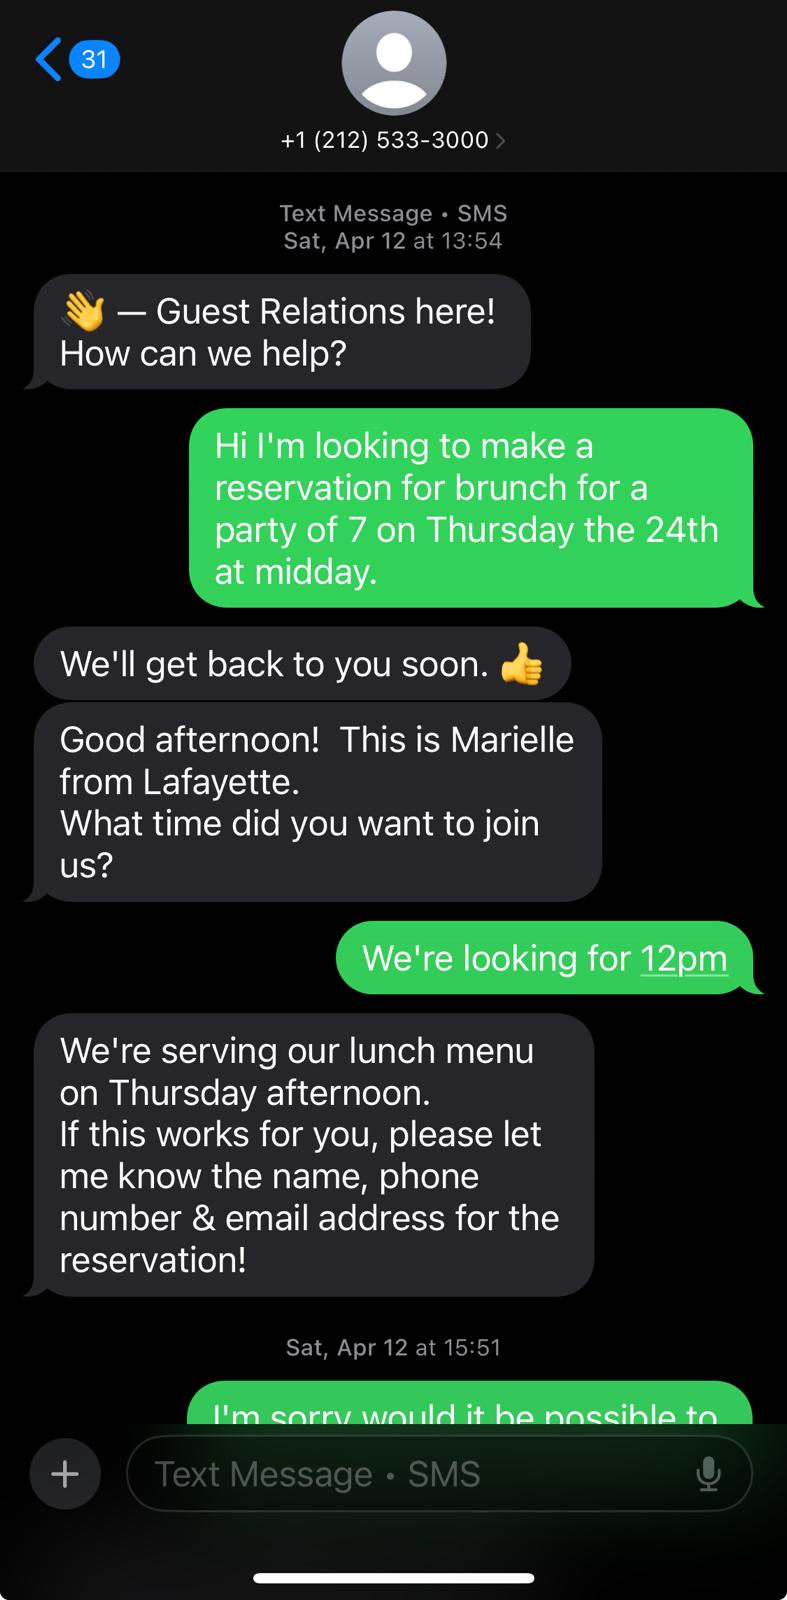 31
+1 (212) 533-3000
Text Message • SMS
Sat, Apr 12 at 13:54
👋 — Guest Relations here!
How can we help?
Hi I'm looking to make a
reservation for brunch for a
party of 7 on Thursday the 24th
at midday.
We'll get back to you soon. 👍
Good afternoon!  This is Marielle
from Lafayette.
What time did you want to join
us?
We're looking for 12pm
We're serving our lunch menu
on Thursday afternoon.
If this works for you, please let
me know the name, phone
number & email address for the
reservation!
Sat, Apr 12 at 15:51
I'm sorry would it be possible to
Text Message • SMS